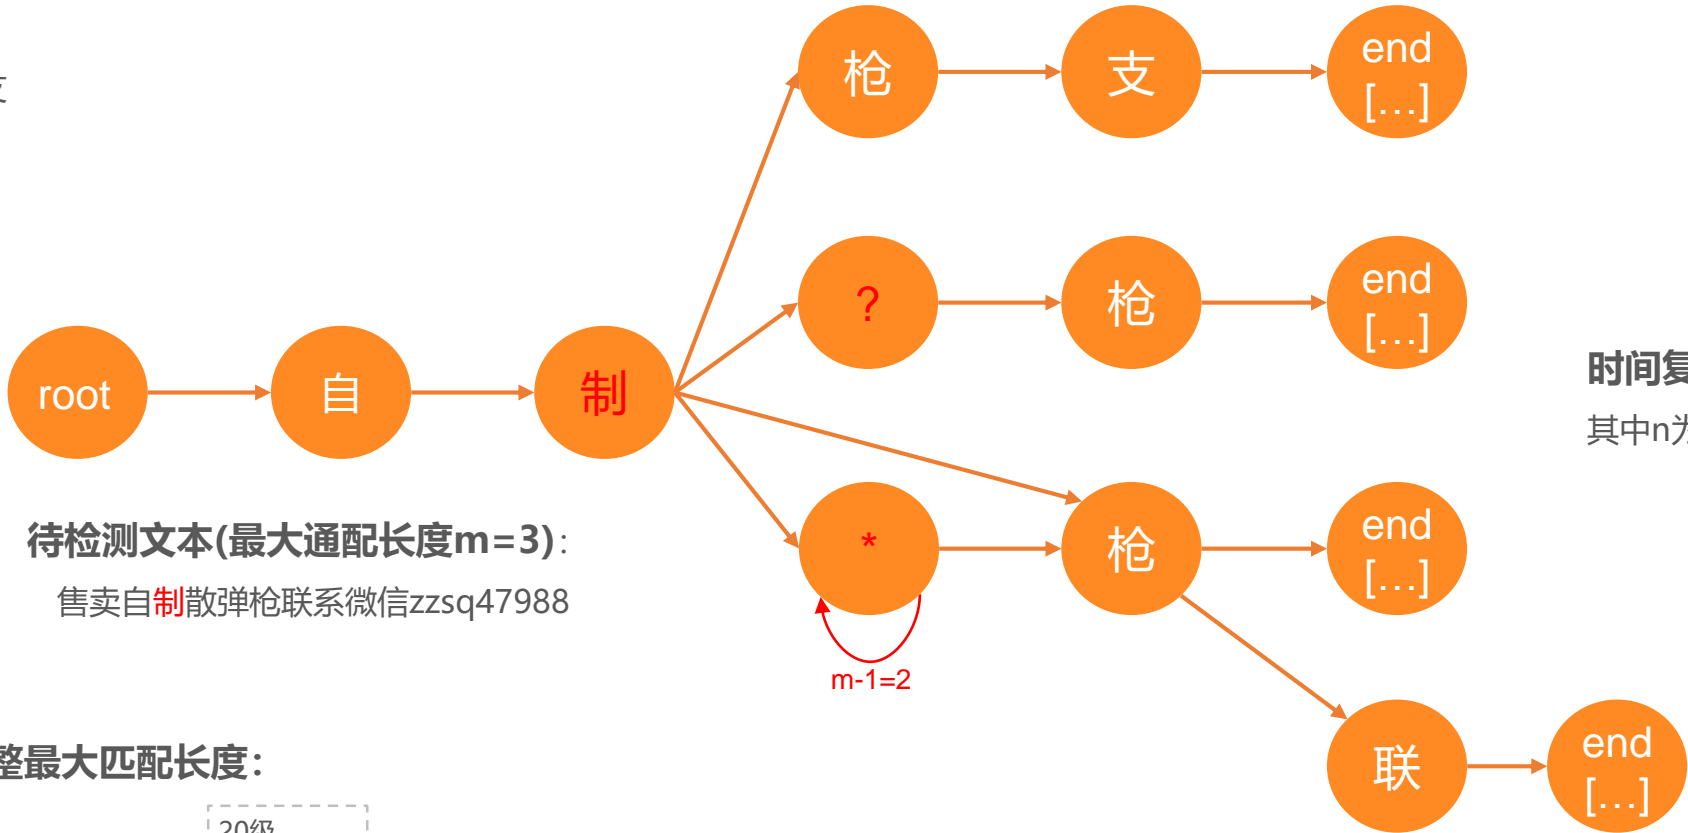 支
枪
支
end
[...]
?
枪
end
[...]
root
自
制
时间复
其中n为
待检测文本(最大通配长度m=3):
售卖自制散弹枪联系微信zzsq47988
*
枪
end
[...]
m-1=2
整最大匹配长度：
联
end
[...]
20级